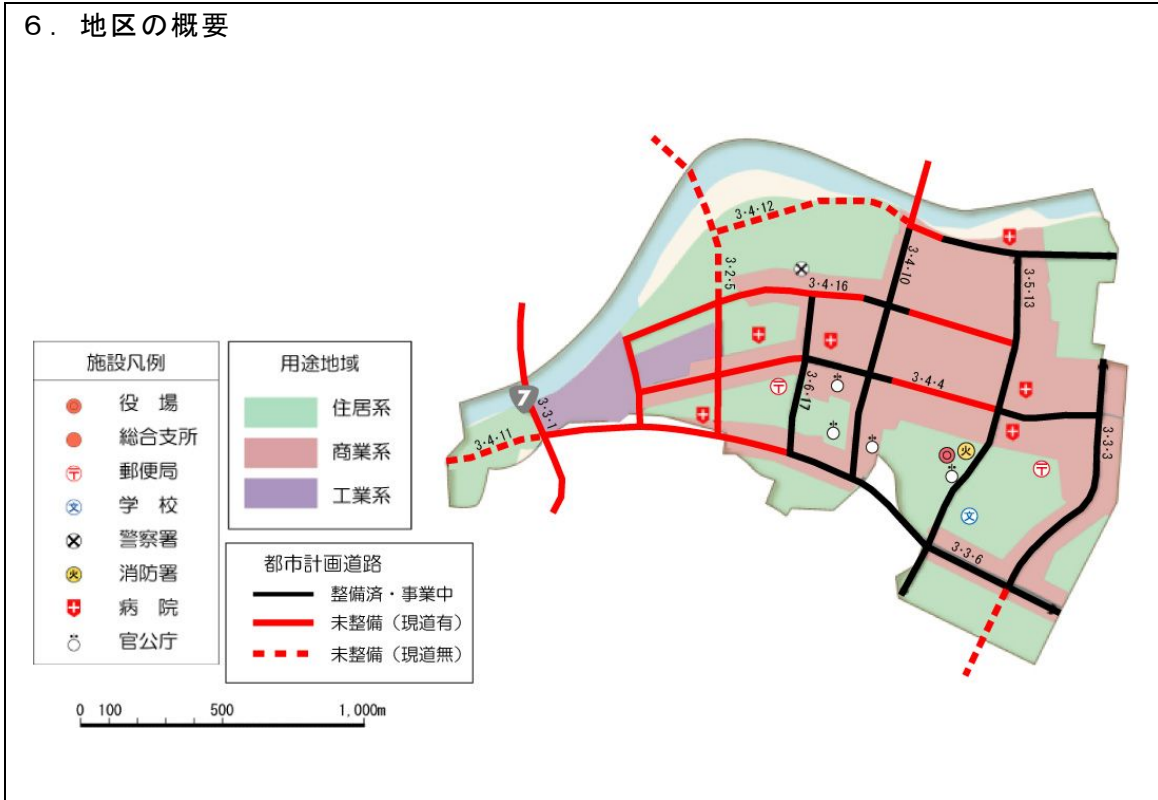 ６．地区の概要
3・4・12
3・2・5
3・4・16
3・4・10
3・5・13
3・4・4
3・6・17
7
3・3・1
3・4・11
3・3・3
3・3・6
火
文
施設凡例
役 場
総合支所
郵便局
文 学 校
警察署
火 消防署
病 院
官公庁
用途地域
住居系
商業系
工業系
都市計画道路
整備済・事業中
未整備（現道有）
未整備（現道無）
0 100 500 1,000m